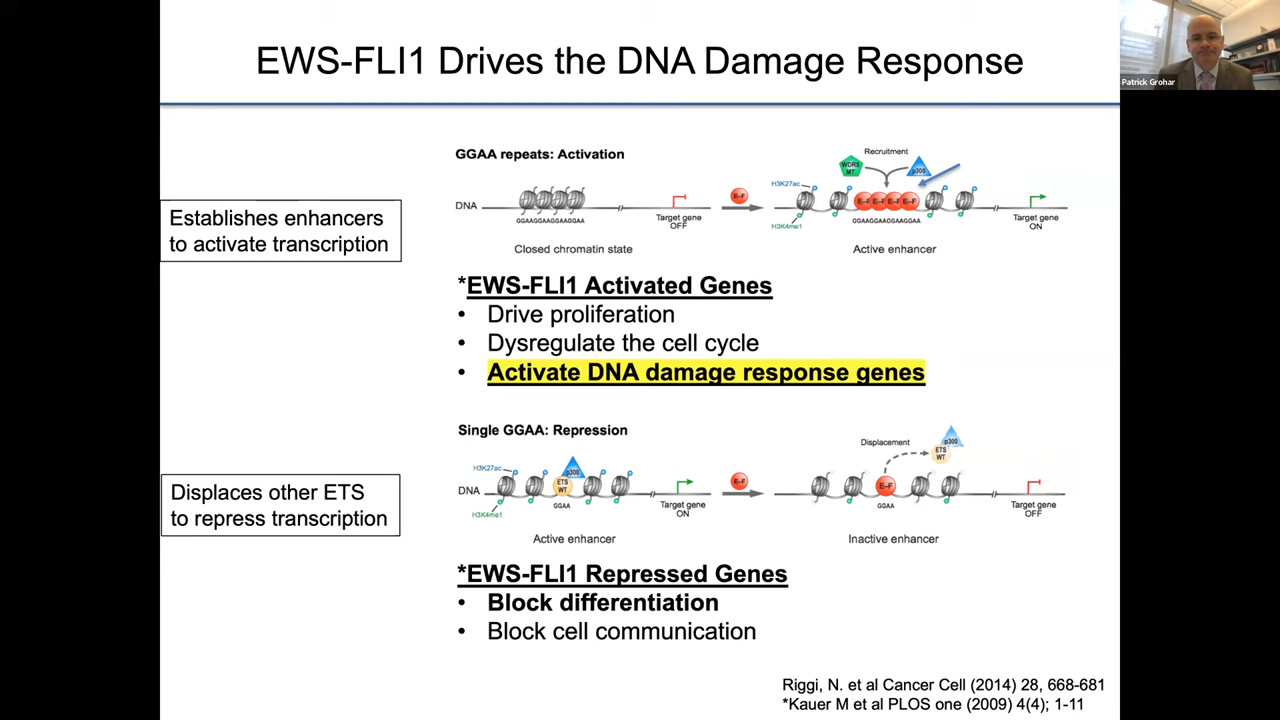 EWS-FLI1 Drives the DNA Damage Response
Patrick Grohar
GGAA repeats: Activation
Recruitment
WDR5
MT
p300
H3K27ac
E-F
E-F E-F E-F E-F
DNA
GGAAGGAAGGAAGGAA
Target gene
OFF
H3K4me1
GGAAGGAAGGAAGGAA
Target gene
ON
Closed chromatin state
Active enhancer
Establishes enhancers
to activate transcription
*EWS-FLI1 Activated Genes
• Drive proliferation
• Dysregulate the cell cycle
• Activate DNA damage response genes
Single GGAA: Repression
Displacement
p300
ETS
WT
H3K27ac
p300
ETS
WT
E-F
E-F
DNA
GGAA
Target gene
ON
GGAA
Target gene
OFF
H3K4me1
Active enhancer
Inactive enhancer
Displaces other ETS
to repress transcription
*EWS-FLI1 Repressed Genes
• Block differentiation
• Block cell communication
Riggi, N. et al Cancer Cell (2014) 28, 668-681
*Kauer M et al PLOS one (2009) 4(4); 1-11